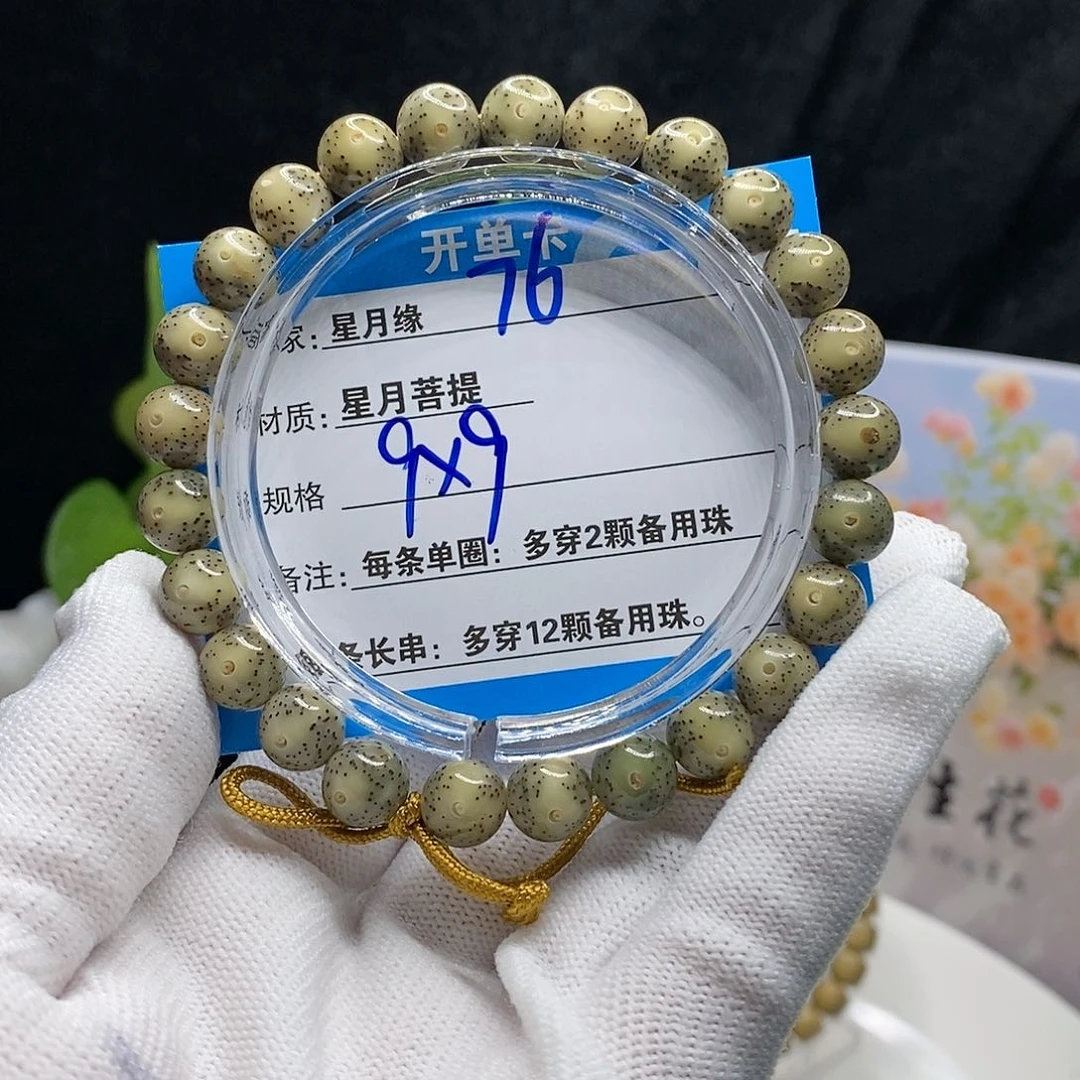 开单卡
76
家：星月缘
材质：星月菩提
9x9
规格
备注：每条单圈：多穿2颗备用珠
条长串：多穿12颗备用珠。
生花